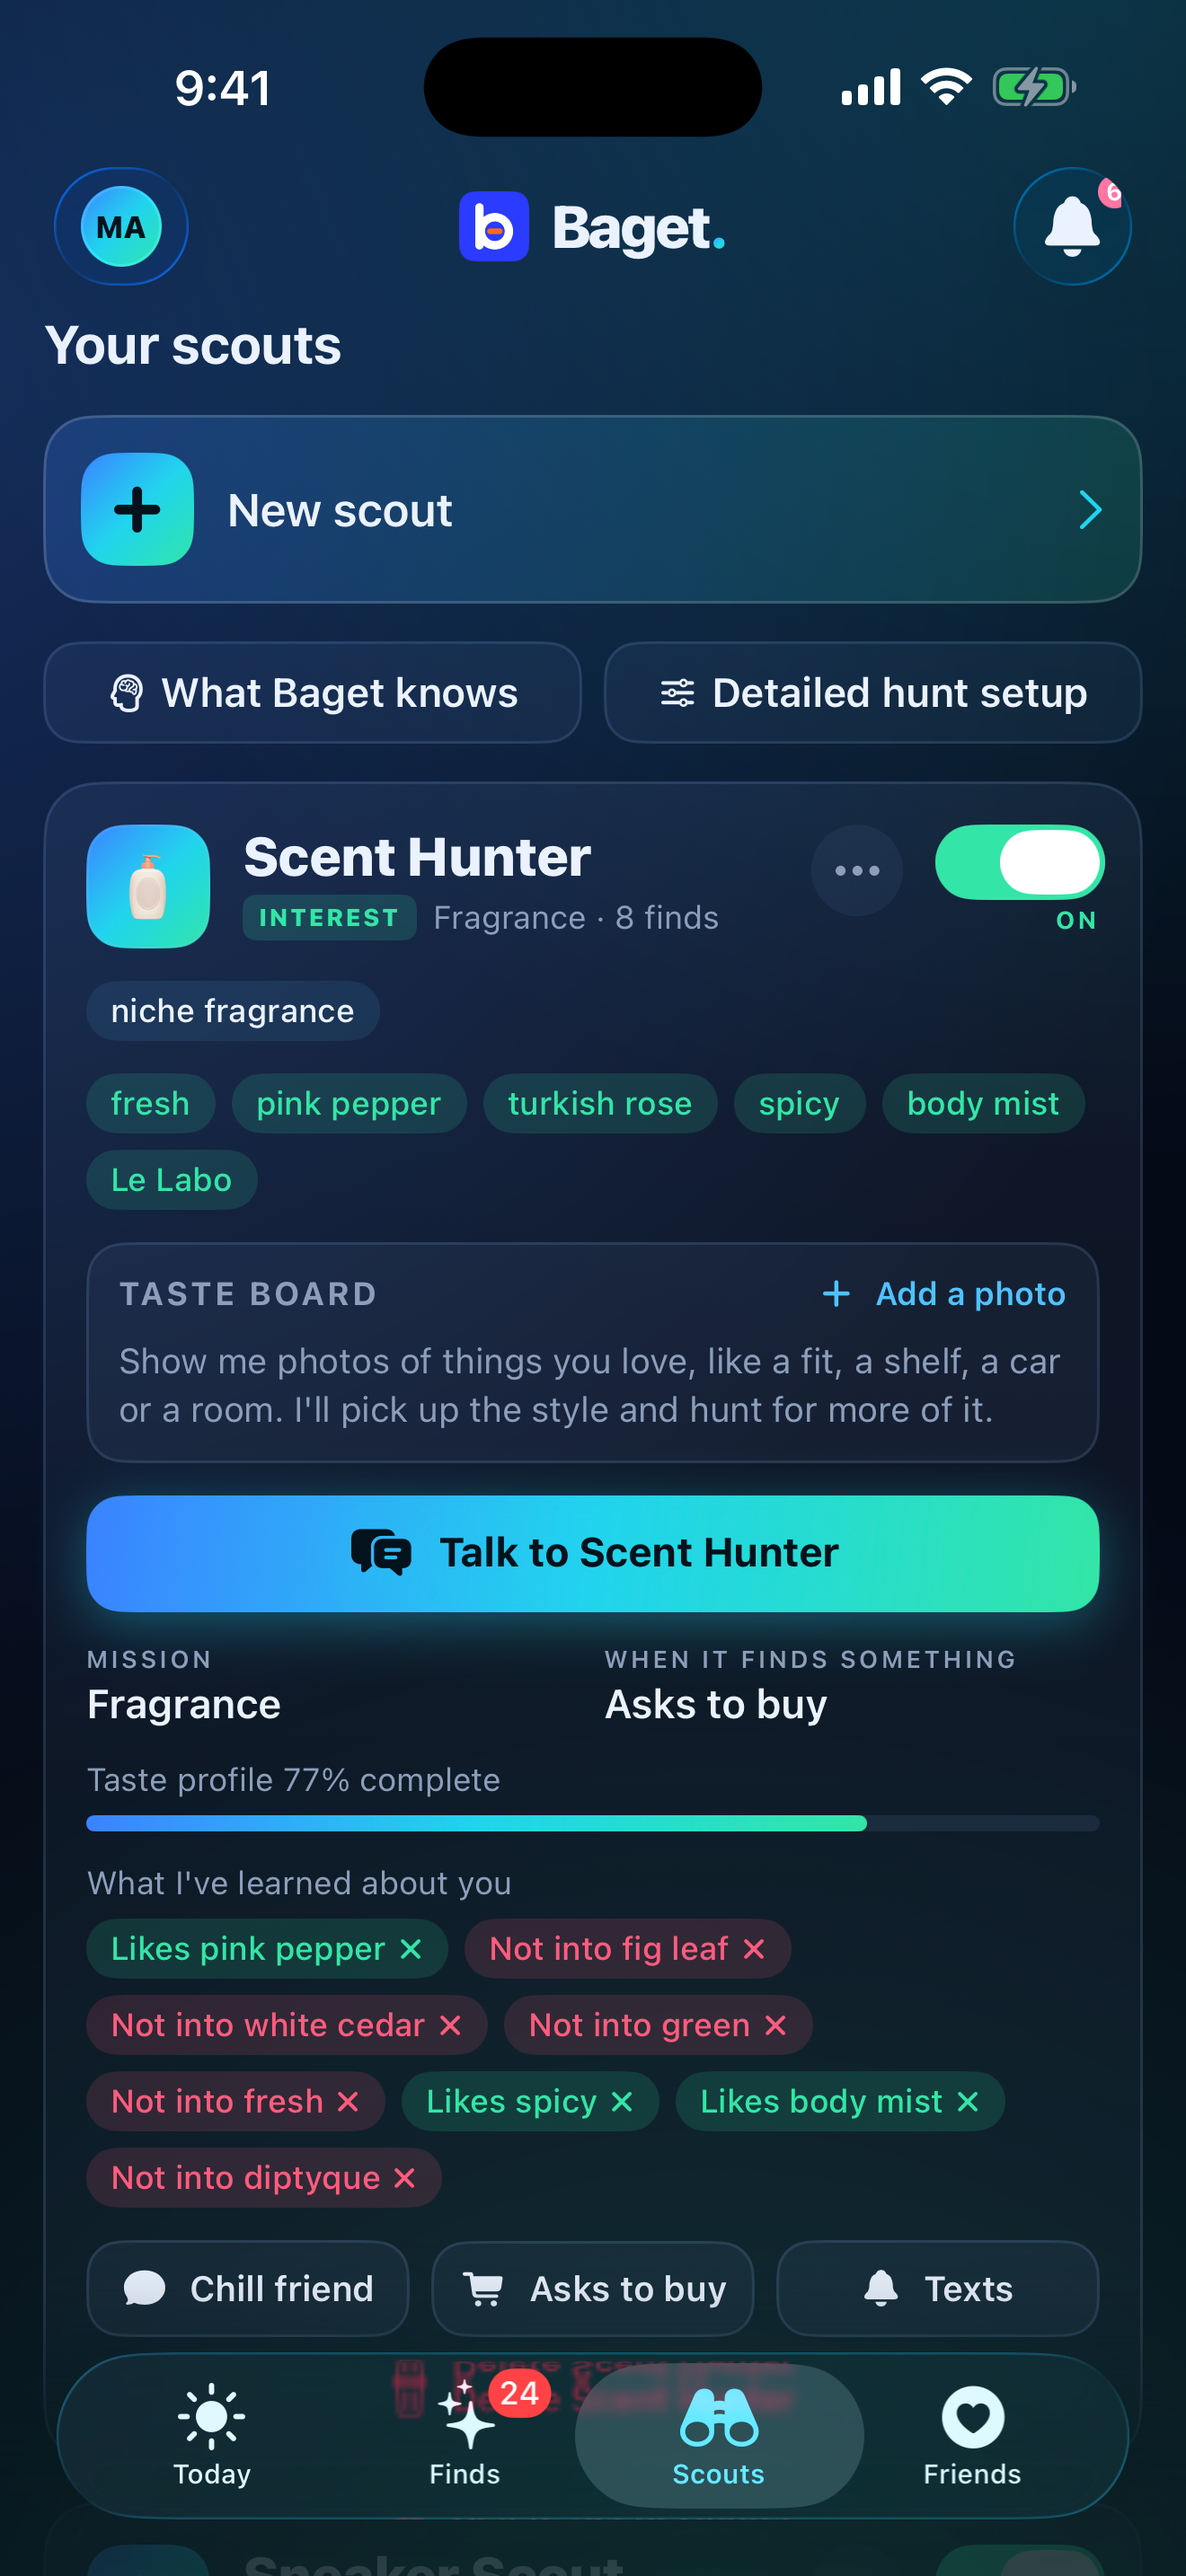 9:41
MA
Baget.
6
Your scouts
New scout
What Baget knows
Detailed hunt setup
Scent Hunter
ON
INTEREST
Fragrance · 8 finds
niche fragrance
fresh
pink pepper
turkish rose
spicy
body mist
Le Labo
TASTE BOARD
Add a photo
Show me photos of things you love, like a fit, a shelf, a car
or a room. I'll pick up the style and hunt for more of it.
Talk to Scent Hunter
MISSION
WHEN IT FINDS SOMETHING
Fragrance
Asks to buy
Taste profile 77% complete
What I've learned about you
Likes pink pepper
Not into fig leaf
Not into white cedar
Not into green
Not into fresh
Likes spicy
Likes body mist
Not into diptyque
Chill friend
Asks to buy
Texts
24
Today
Finds
Scouts
Friends
Sneaker Scout